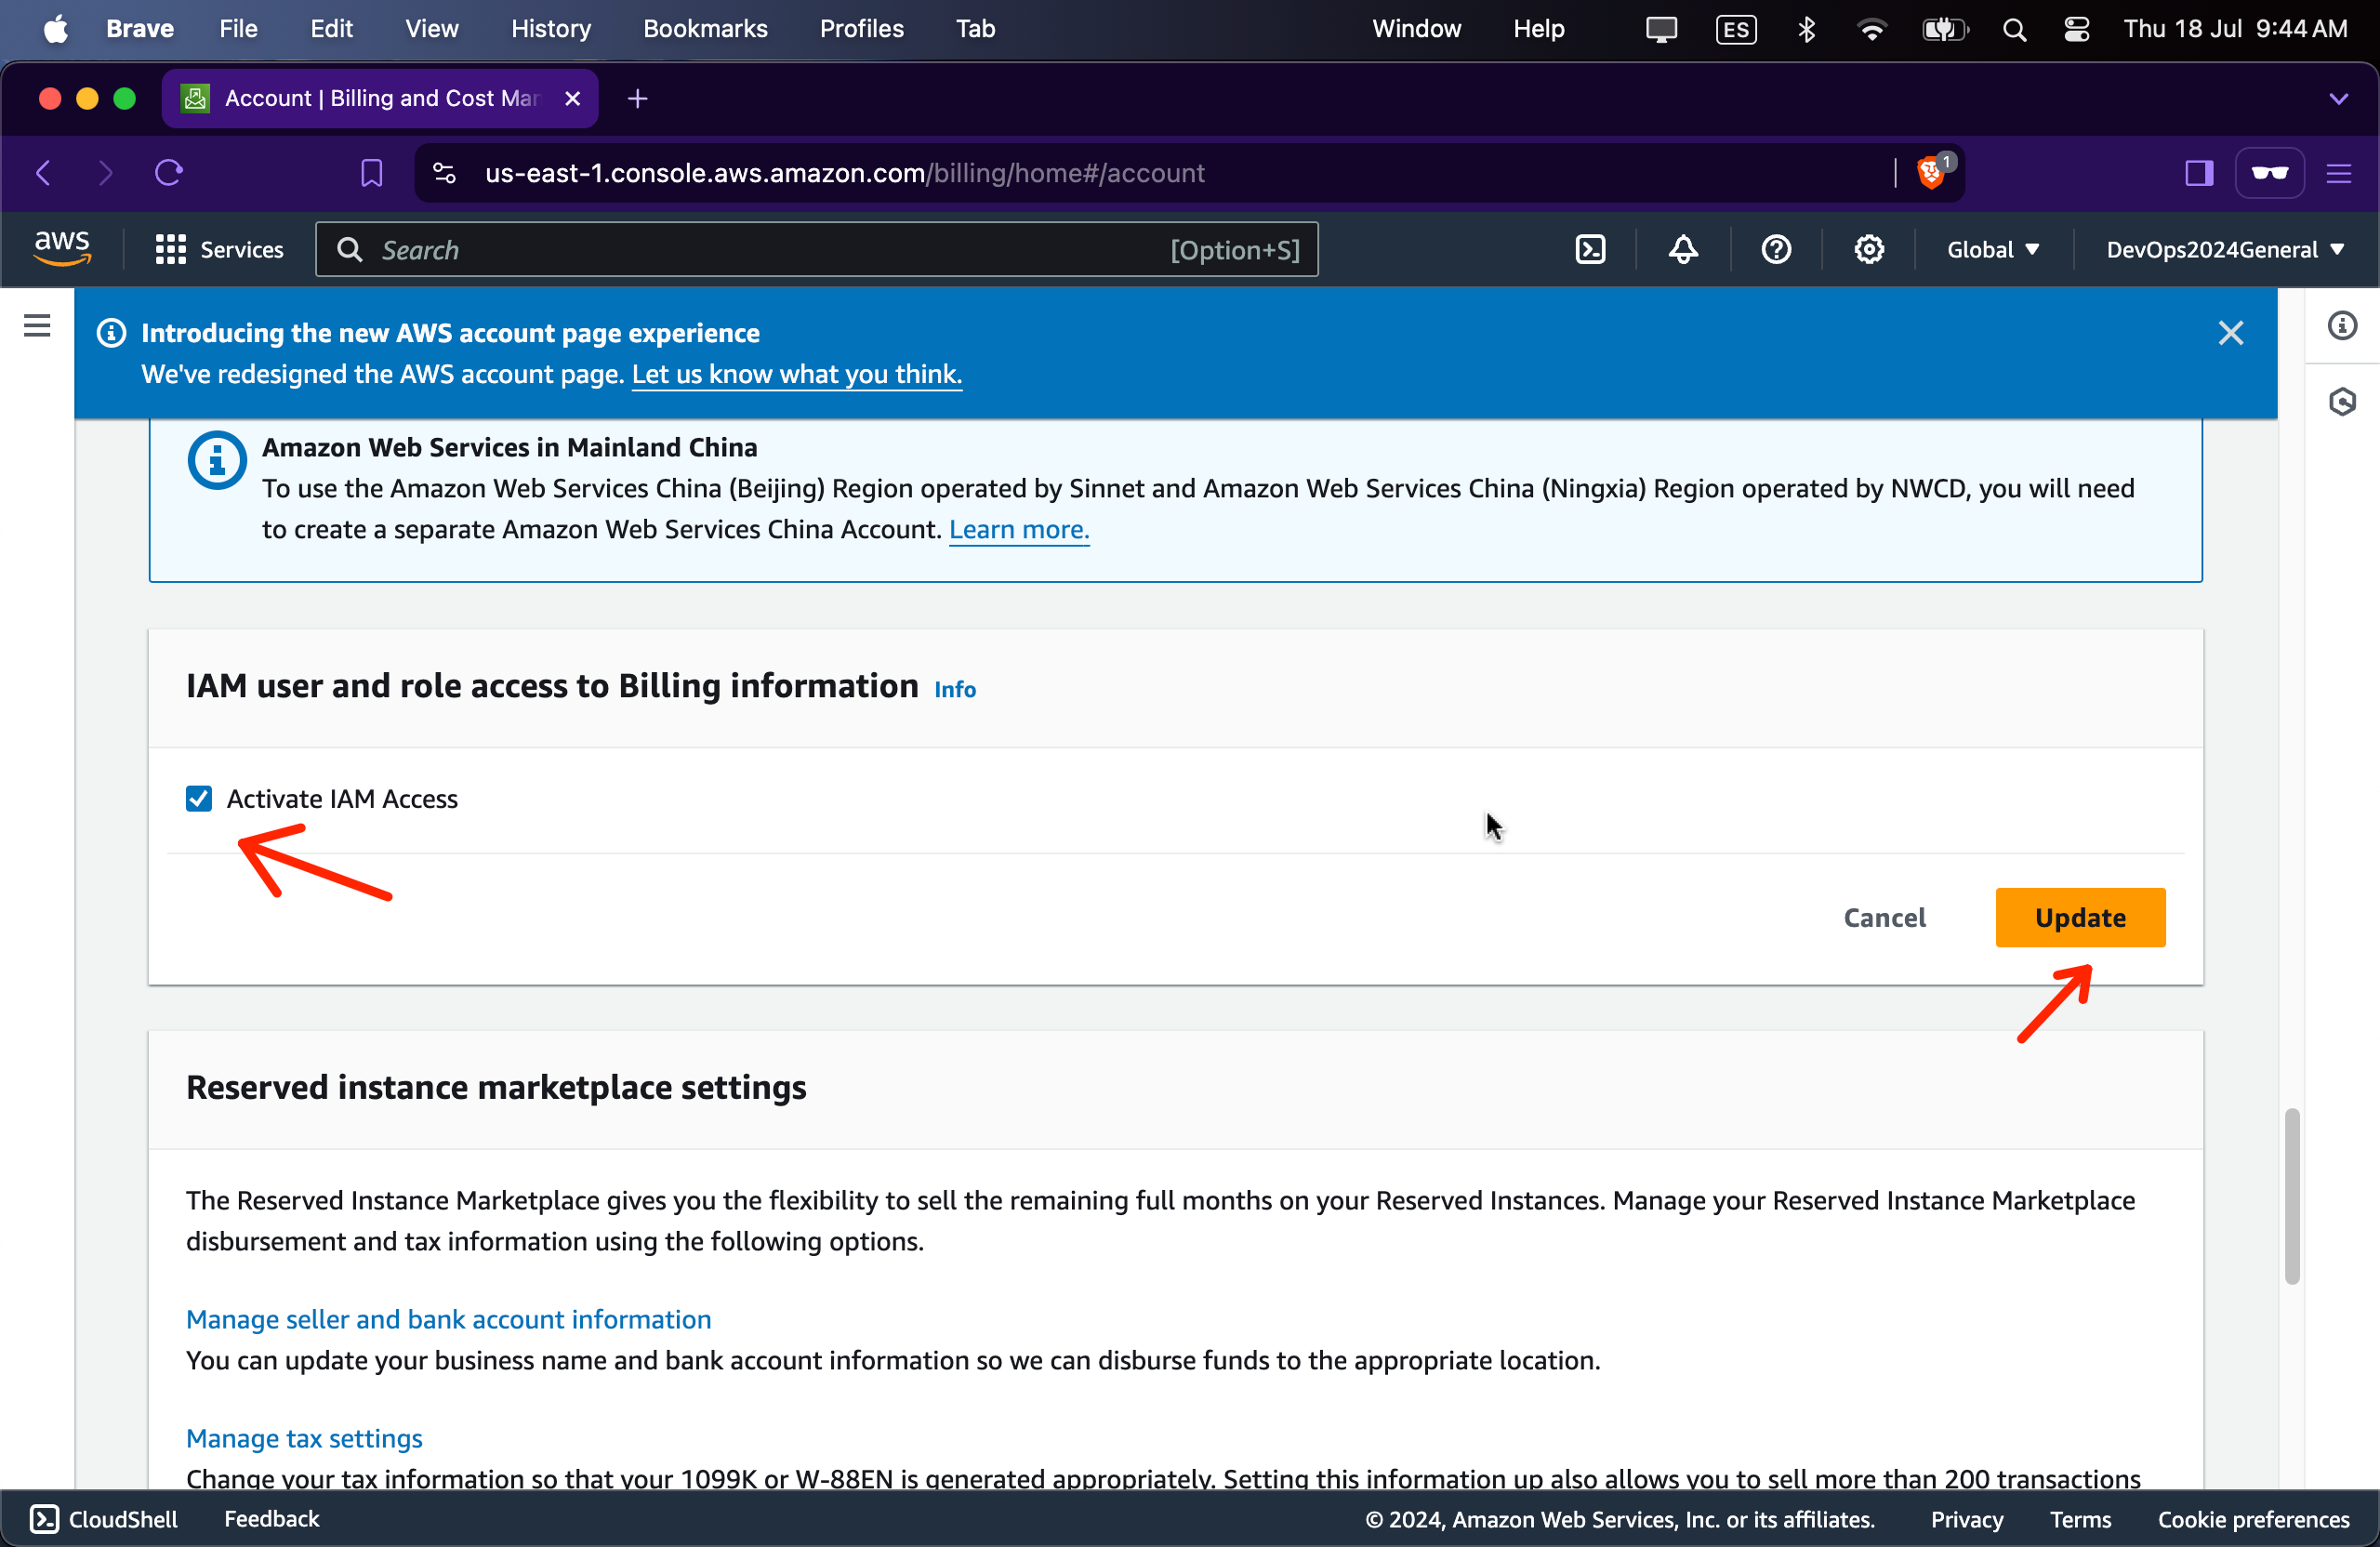 Brave File Edit View History Bookmarks Profiles Tab Window Help ES Thu 18 Jul 9:44 AM
Account | Billing and Cost Mar
us-east-1.console.aws.amazon.com/billing/home#/account 1
aws Services Search [Option+S] Global DevOps2024General
Introducing the new AWS account page experience
We've redesigned the AWS account page. Let us know what you think.
Amazon Web Services in Mainland China
To use the Amazon Web Services China (Beijing) Region operated by Sinnet and Amazon Web Services China (Ningxia) Region operated by NWCD, you will need
to create a separate Amazon Web Services China Account. Learn more.
IAM user and role access to Billing information Info
Activate IAM Access
Cancel Update
Reserved instance marketplace settings
The Reserved Instance Marketplace gives you the flexibility to sell the remaining full months on your Reserved Instances. Manage your Reserved Instance Marketplace
disbursement and tax information using the following options.
Manage seller and bank account information
You can update your business name and bank account information so we can disburse funds to the appropriate location.
Manage tax settings
Change your tax information so that your 1099K or W-88EN is generated appropriately. Setting this information up also allows you to sell more than 200 transactions
CloudShell Feedback © 2024, Amazon Web Services, Inc. or its affiliates. Privacy Terms Cookie preferences